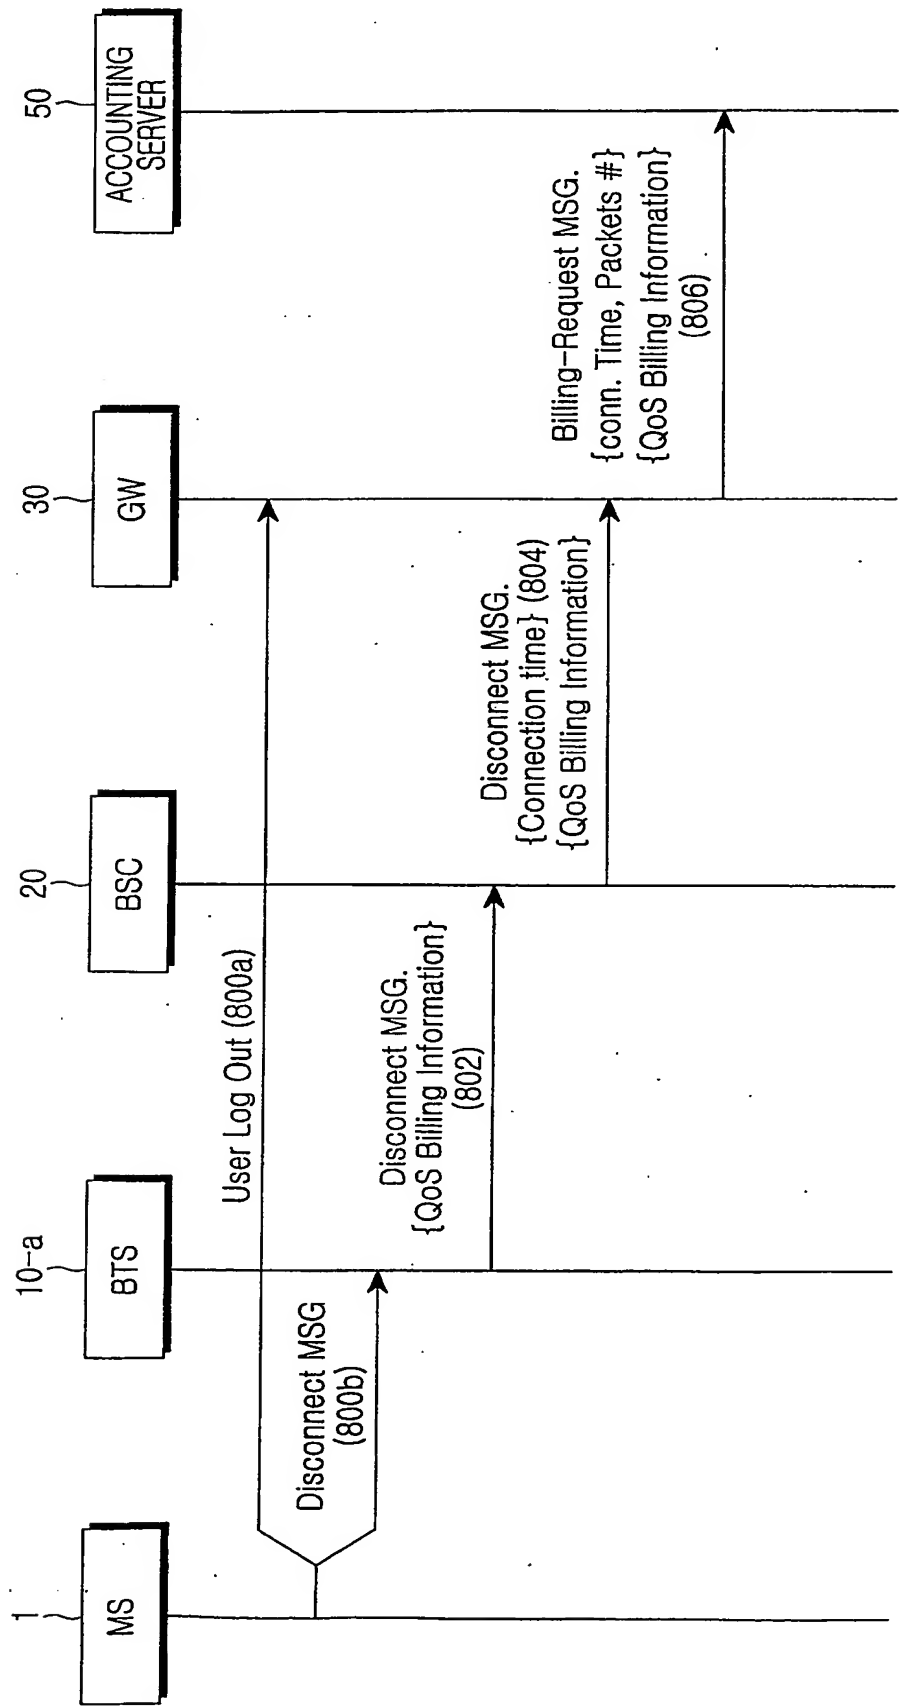 1
MS
10-a
BTS
20
BSC
30
GW
50
ACCOUNTING
SERVER
User Log Out (800a)
Disconnect MSG
(800b)
Disconnect MSG.
{QoS Billing Information}
(802)
Disconnect MSG.
{Connection time} (804)
{QoS Billing Information}
Billing-Request MSG.
{conn. Time, Packets #}
{QoS Billing Information}
(806)